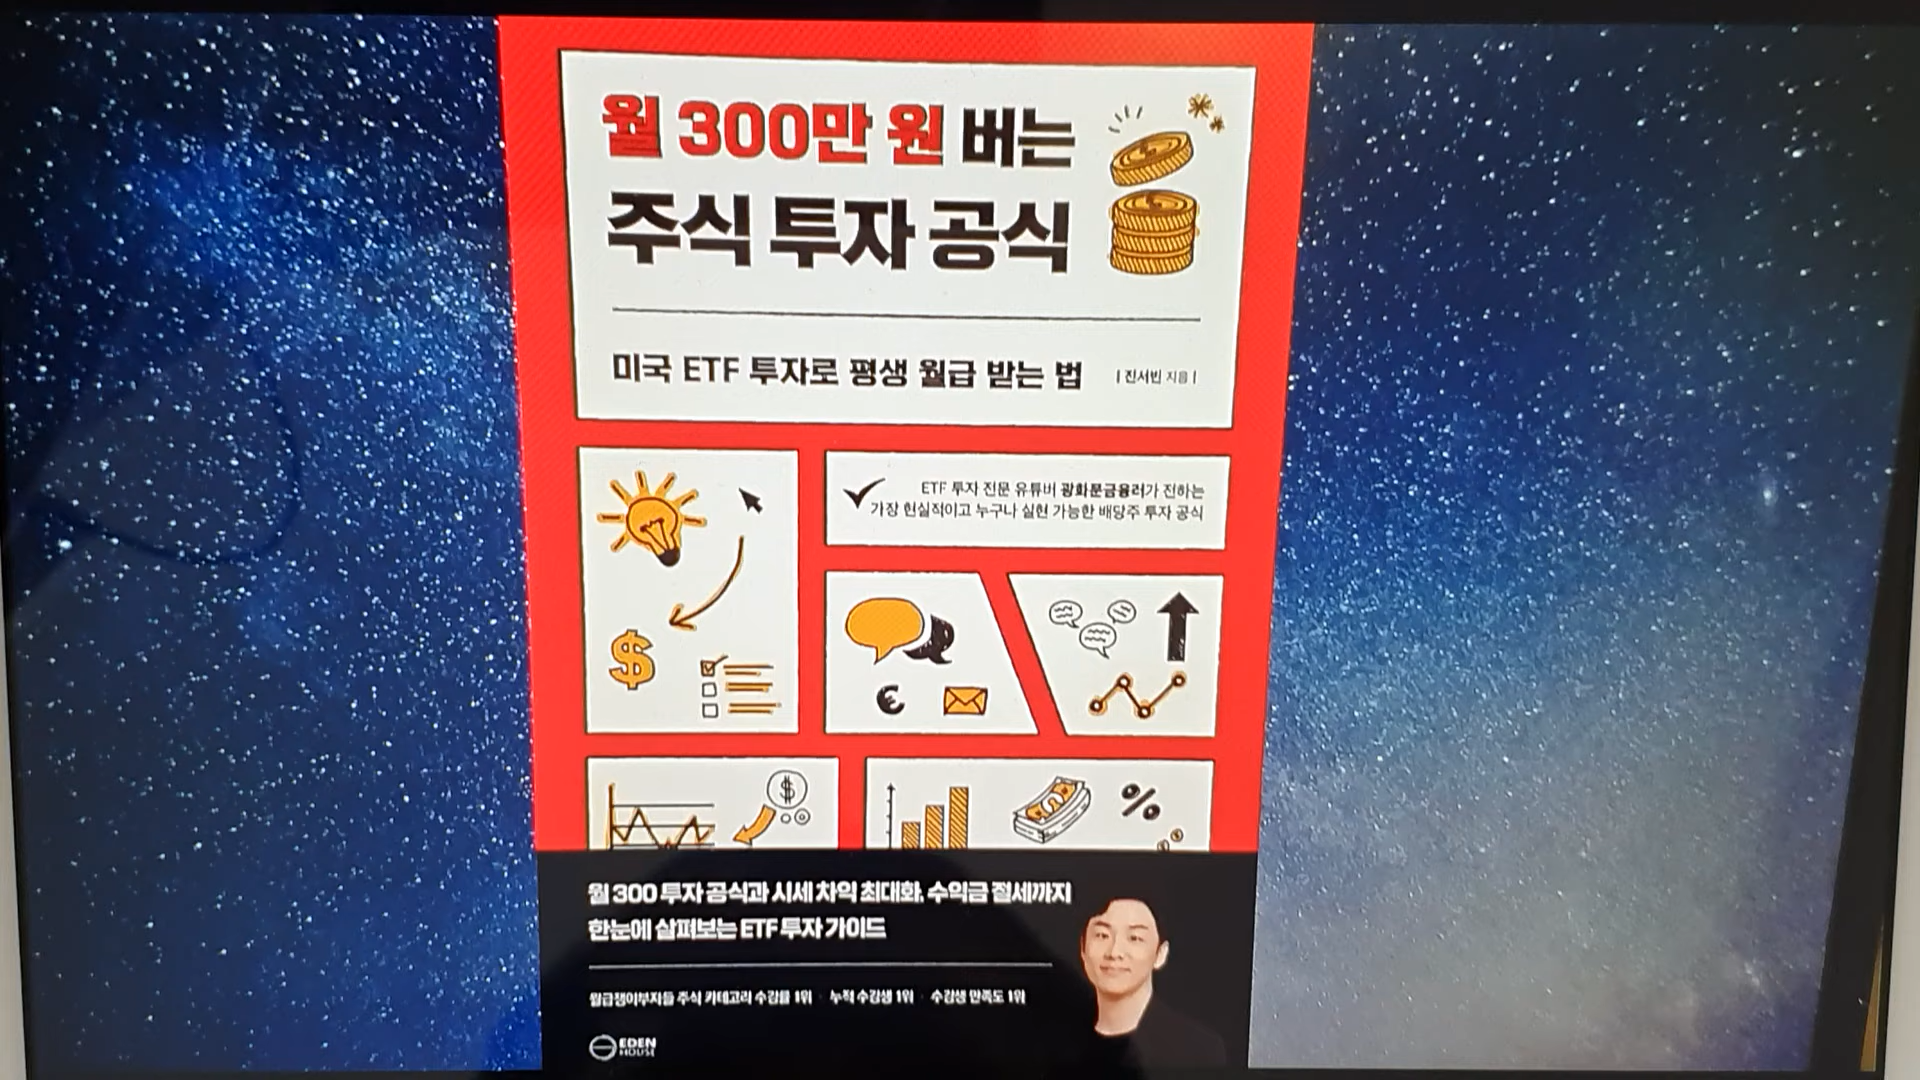 월 300만 원 버는
주식 투자 공식
미국 ETF 투자로 평생 월급 받는 법
| 진서빈 지음 |
ETF 투자 전문 유튜버 광화문금융러가 전하는
가장 현실적이고 누구나 실현 가능한 배당주 투자 공식
월 300 투자 공식과 시세 차익 최대화, 수익금 절세까지
한눈에 살펴보는 ETF 투자 가이드
월급쟁이부자들 주식 카테고리 수강률 1위 · 누적 수강생 1위 · 수강생 만족도 1위
EDEN
HOUSE